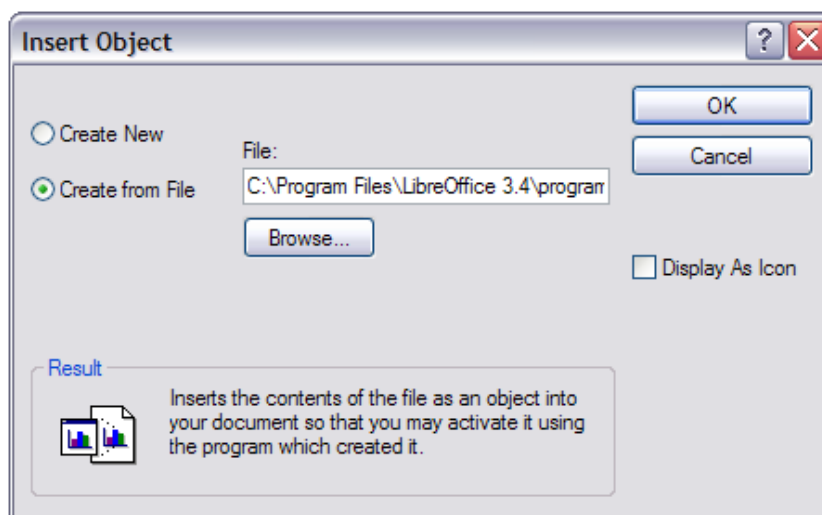 Insert Object
Create New
Create from File
File:
C:\Program Files\LibreOffice 3.4\program
Browse...
OK
Cancel
Display As Icon
Result
Inserts the contents of the file as an object into
your document so that you may activate it using
the program which created it.